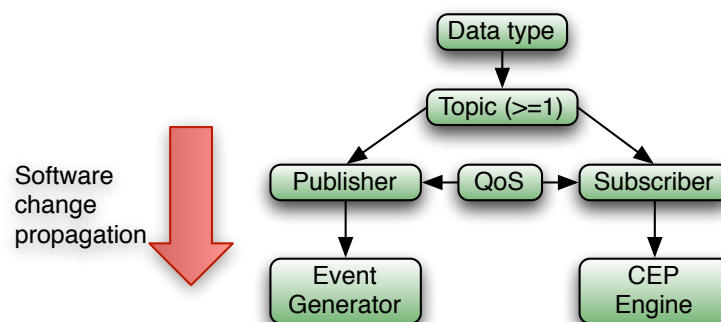 Data type
Topic (>=1)
Software
change
propagation
Publisher
QoS
Subscriber
Event
Generator
CEP
Engine